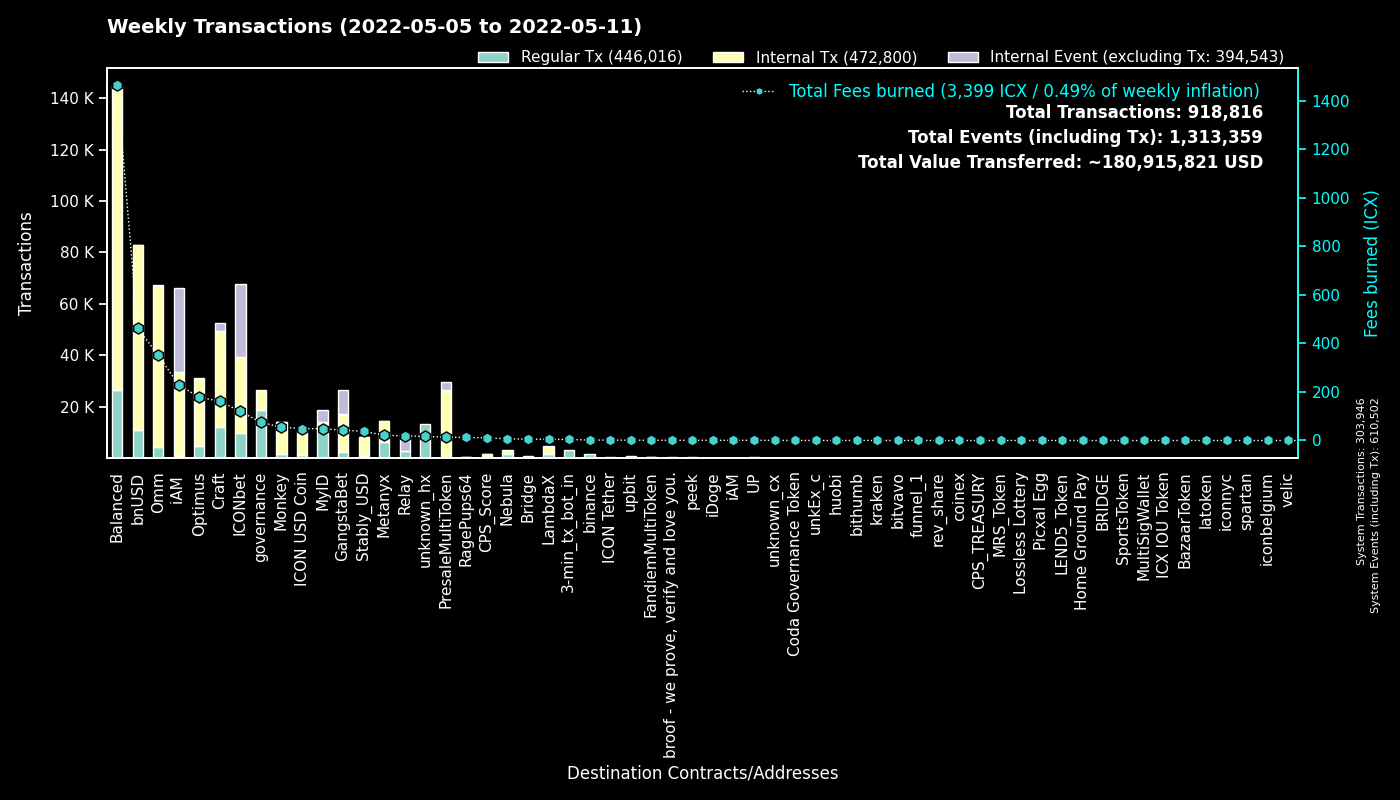 Weekly Transactions (2022-05-05 to 2022-05-11)
Regular Tx (446,016)
Internal Tx (472,800)
Internal Event (excluding Tx: 394,543)
Total Fees burned (3,399 ICX / 0.49% of weekly inflation)
Total Transactions: 918,816
Total Events (including Tx): 1,313,359
Total Value Transferred: ~180,915,821 USD
Transactions
140 K
120 K
100 K
80 K
60 K
40 K
20 K
1400
1200
1000
800
600
400
200
0
Fees burned (ICX)
System Transactions: 303,946
System Events (including Tx): 610,502
Balanced
bnUSD
Omm
iAM
Optimus
Craft
ICONbet
governance
Monkey
ICON USD Coin
MyID
GangstaBet
Stably_USD
Metanyx
Relay
unknown_hx
PresaleMultiToken
RagePups64
CPS_Score
Nebula
Bridge
LambdaX
3-min_tx_bot_in
binance
ICON Tether
upbit
FandiemMultiToken
broof - we prove, verify and love you.
peek
iDoge
iAM
UP
unknown_cx
Coda Governance Token
unkEx_c
huobi
bithumb
kraken
bitvavo
funnel_1
rev_share
coinex
CPS_TREASURY
MRS_Token
Lossless Lottery
Picxal Egg
LEND5_Token
Home Ground Pay
BRIDGE
SportsToken
MultiSigWallet
ICX IOU Token
BazaarToken
latoken
iconnyc
spartan
iconbelgium
velic
Destination Contracts/Addresses